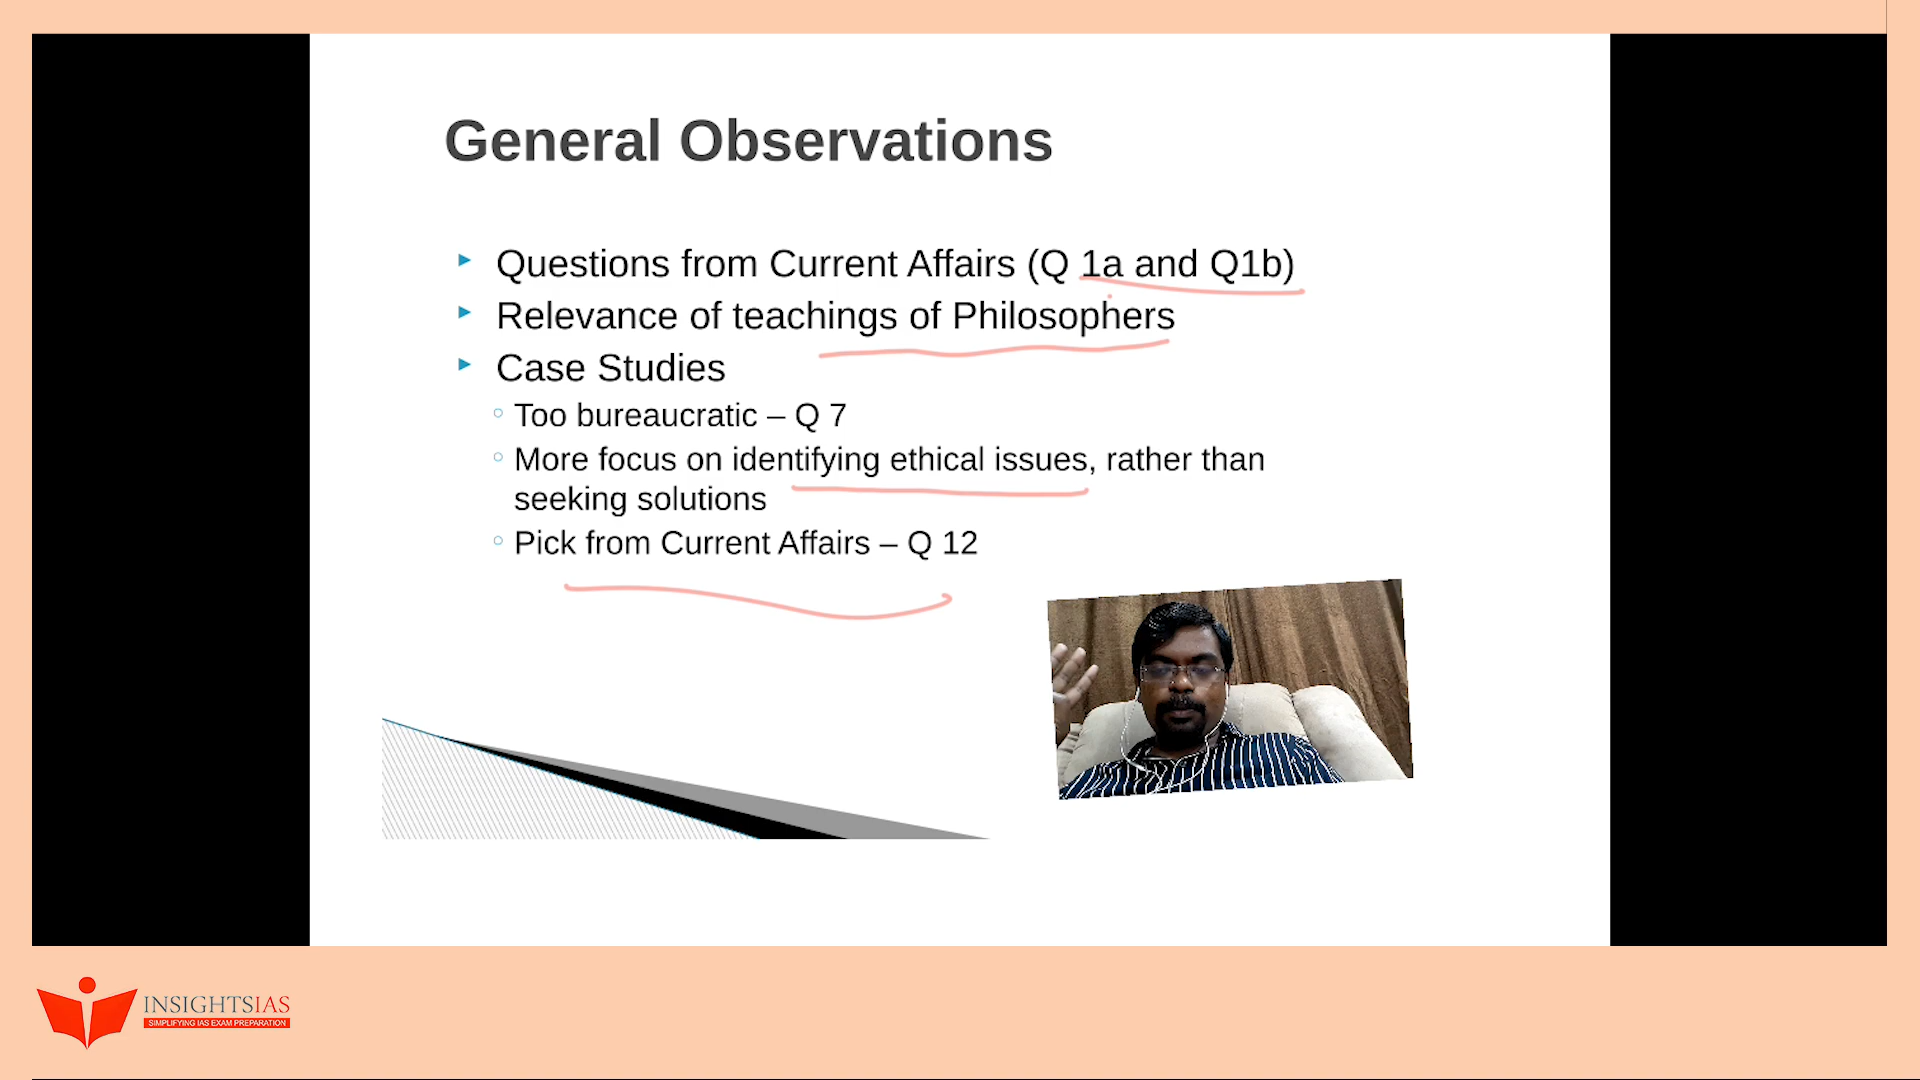 General Observations
Questions from Current Affairs (Q 1a and Q1b)
Relevance of teachings of Philosophers
Case Studies
Too bureaucratic – Q 7
More focus on identifying ethical issues, rather than
seeking solutions
Pick from Current Affairs – Q 12
INSIGHTSIAS
SIMPLIFYING IAS EXAM PREPARATION